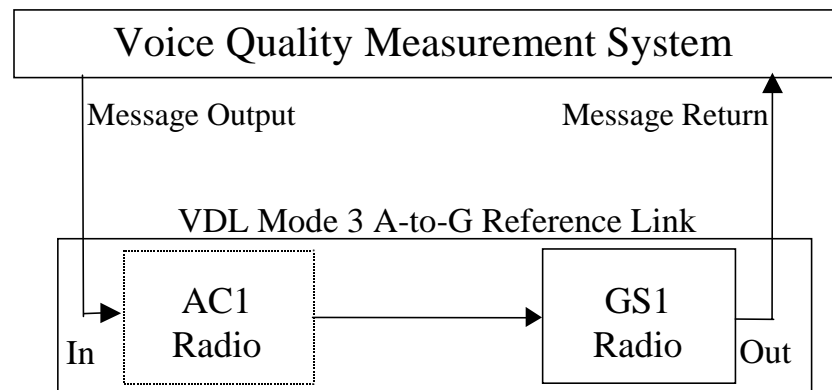 Voice Quality Measurement System
Message Output
Message Return
VDL Mode 3 A-to-G Reference Link
AC1
Radio
GS1
Radio
In
Out